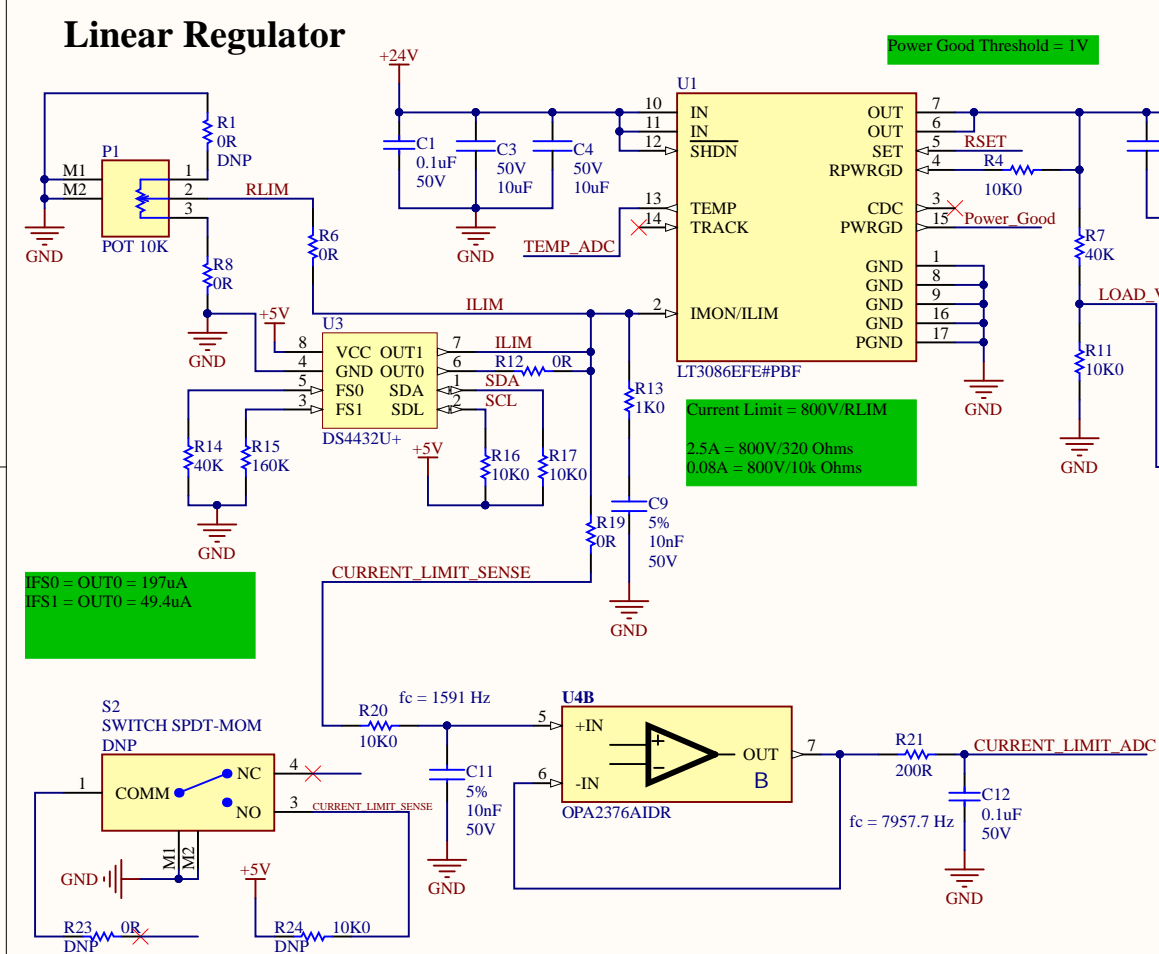 Linear Regulator
+24V
Power Good Threshold = 1V
R1
0R
DNP
P1
M1
M2
1
2
3
RLIM
POT 10K
GND
R6
0R
R8
0R
GND
C1
0.1uF
50V
C3
50V
10uF
C4
50V
10uF
GND
TEMP_ADC
U1
10
11
12
13
14
2
IN
IN
SHDN
TEMP
TRACK
IMON/ILIM
OUT
OUT
SET
RPWRGD
CDC
PWRGD
GND
GND
GND
GND
PGND
7
6
5
4
3
15
1
8
9
16
17
LT3086EFE#PBF
RSET
R4
10K0
Power_Good
R7
40K
LOAD_V
R11
10K0
GND
GND
ILIM
+5V
U3
8
4
5
3
VCC OUT1
GND OUT0
FS0 SDA
FS1 SDL
7
6
1
2
ILIM
R12 0R
SDA
SCL
DS4432U+
R14
40K
R15
160K
GND
+5V
R16
10K0
R17
10K0
R13
1K0
C9
5%
10nF
50V
GND
R19
0R
Current Limit = 800V/RLIM
2.5A = 800V/320 Ohms
0.08A = 800V/10k Ohms
CURRENT_LIMIT_SENSE
IFS0 = OUT0 = 197uA
IFS1 = OUT0 = 49.4uA
S2
SWITCH SPDT-MOM
DNP
1
COMM
NC
NO
4
3
CURRENT_LIMIT_SENSE
M1
M2
GND
+5V
R23 0R
DNP
R24 10K0
DNP
R20
10K0
fc = 1591 Hz
C11
5%
10nF
50V
GND
U4B
5
+IN
6
-IN
OUT
7
B
OPA2376AIDR
R21
200R
CURRENT_LIMIT_ADC
fc = 7957.7 Hz
C12
0.1uF
50V
GND